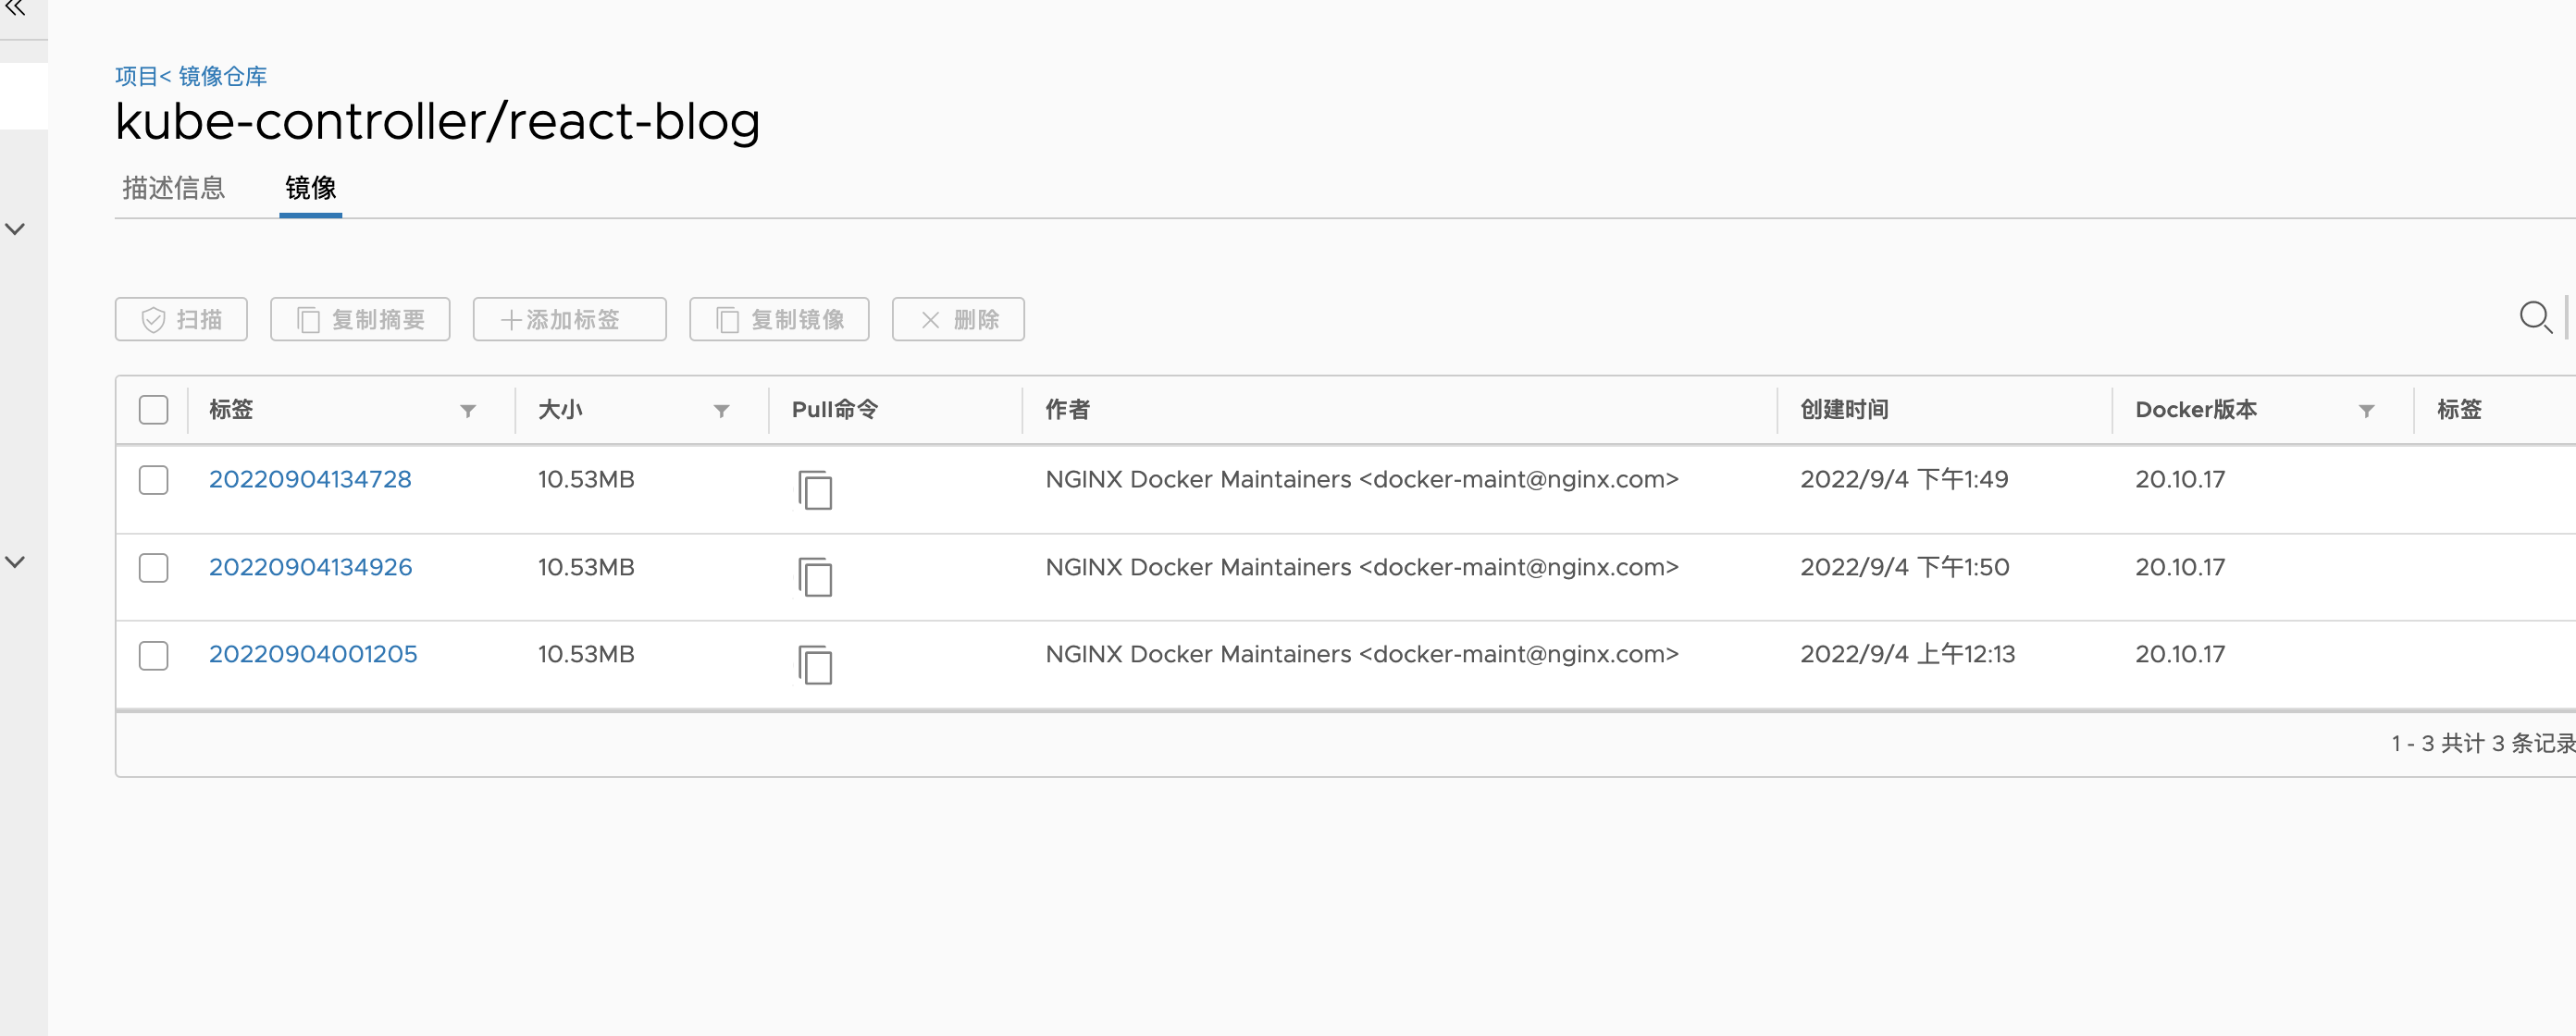 项目< 镜像仓库
kube-controller/react-blog
描述信息 镜像
扫描 复制摘要 +添加标签 复制镜像 × 删除
标签 大小 Pull命令 作者 创建时间 Docker版本 标签
20220904134728 10.53MB NGINX Docker Maintainers <docker-maint@nginx.com> 2022/9/4 下午1:49 20.10.17
20220904134926 10.53MB NGINX Docker Maintainers <docker-maint@nginx.com> 2022/9/4 下午1:50 20.10.17
20220904001205 10.53MB NGINX Docker Maintainers <docker-maint@nginx.com> 2022/9/4 上午12:13 20.10.17
1 - 3 共计 3 条记录